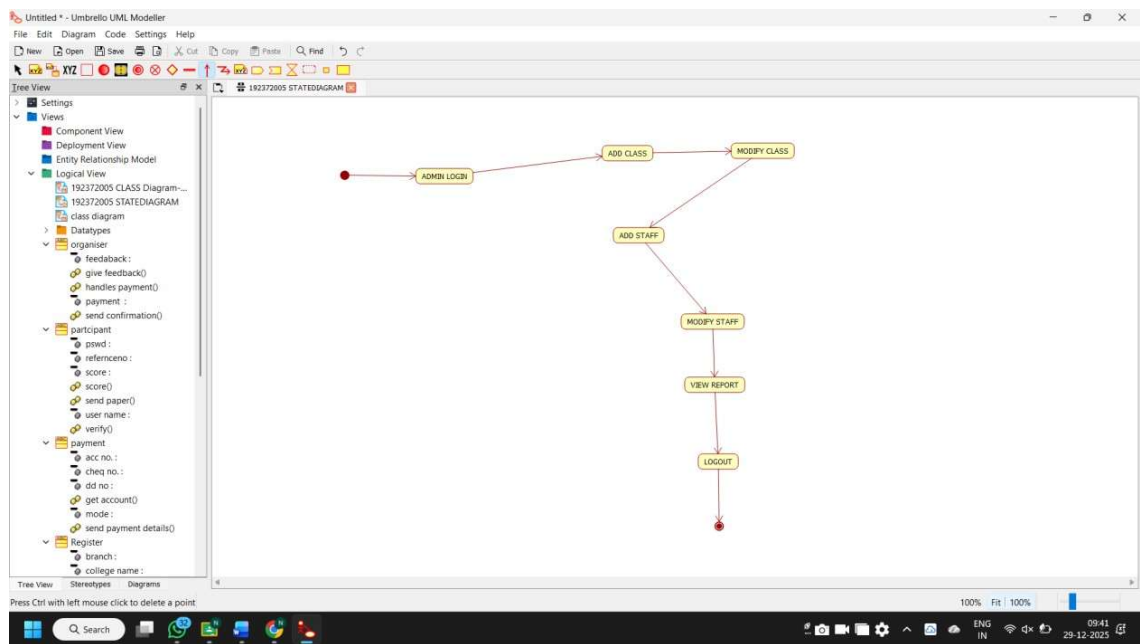 Untitled * - Umbrello UML Modeller
File Edit Diagram Code Settings Help
New Open Save Cut Copy Paste Find
XYZ XYZ
Tree View
192372005 STATEDIAGRAM
Settings
Views
Component View
Deployment View
Entity Relationship Model
Logical View
192372005 CLASS Diagram-...
192372005 STATEDIAGRAM
class diagram
Datatypes
organiser
feedaback :
give feedback()
handles payment()
payment :
send confirmation()
partcipant
pswd :
refernceno :
score :
score()
send paper()
user name :
verify()
payment
acc no. :
cheq no. :
dd no :
get account()
mode :
send payment details()
Register
branch :
college name :
Tree View Stereotypes Diagrams
ADMIN LOGIN
ADD CLASS
MODIFY CLASS
ADD STAFF
MODIFY STAFF
VIEW REPORT
LOGOUT
Press Ctrl with left mouse click to delete a point
100% Fit 100%
Search
ENG
IN
09:41
29-12-2025